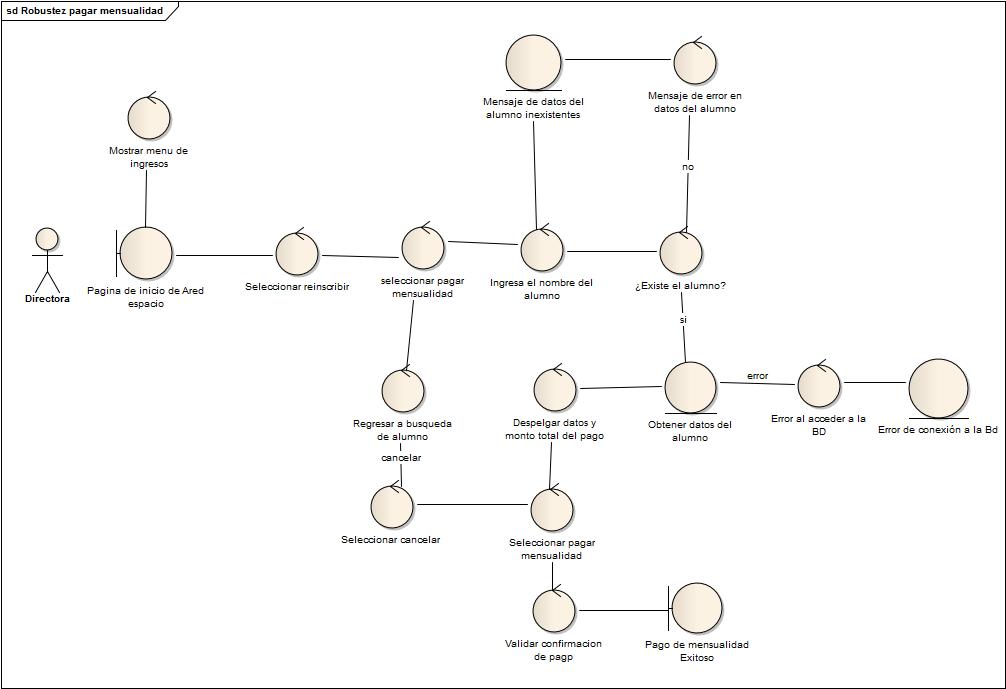 sd Robustez pagar mensualidad
Mensaje de datos del
alumno inexistentes
Mensaje de error en
datos del alumno
Mostrar menu de
ingresos
no
Directora
Pagina de inicio de Ared
espacio
Seleccionar reinscribir
seleccionar pagar
mensualidad
Ingresa el nombre del
alumno
¿Existe el alumno?
si
error
Regresar a busqueda
de alumno
Despelgar datos y
monto total del pago
Obtener datos del
alumno
Error al acceder a la
BD
Error de conexión a la Bd
cancelar
Seleccionar cancelar
Seleccionar pagar
mensualidad
Validar confirmacion
de pagp
Pago de mensualidad
Exitoso